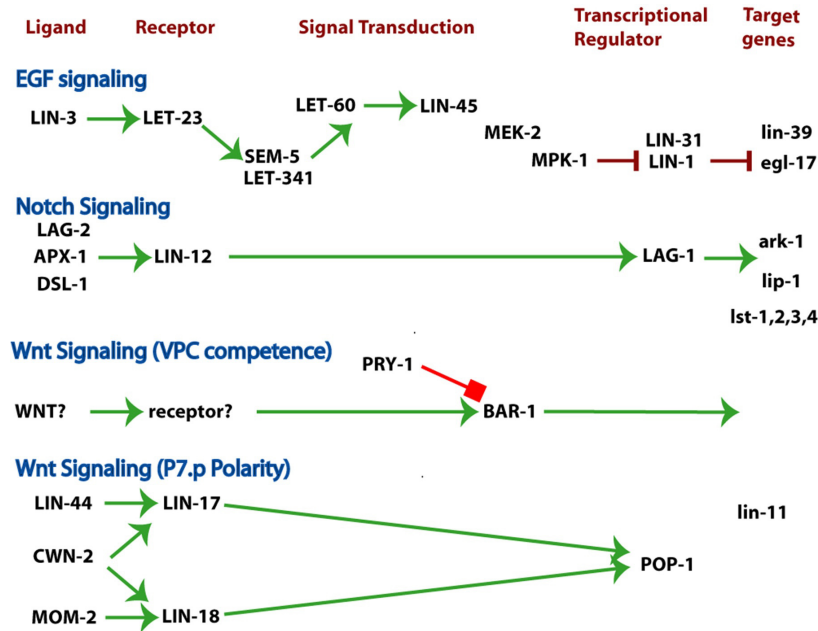 Ligand Receptor Signal Transduction Transcriptional Regulator Target genes
EGF signaling
LET-60 LIN-45
LIN-3 LET-23
MEK-2 LIN-31 lin-39
SEM-5 MPK-1 LIN-1 egl-17
LET-341
Notch Signaling
LAG-2
ark-1
APX-1 LIN-12 LAG-1
DSL-1 lip-1
lst-1,2,3,4
Wnt Signaling (VPC competence)
PRY-1
WNT? receptor? BAR-1
Wnt Signaling (P7.p Polarity)
LIN-44 LIN-17
lin-11
CWN-2
POP-1
MOM-2 LIN-18